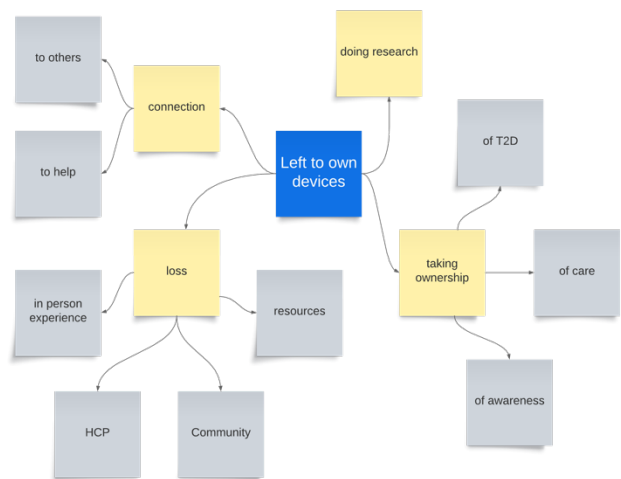 to others
connection
to help
doing research
Left to own
devices
of T2D
taking
ownership
of care
of awareness
loss
in person
experience
resources
HCP
Community